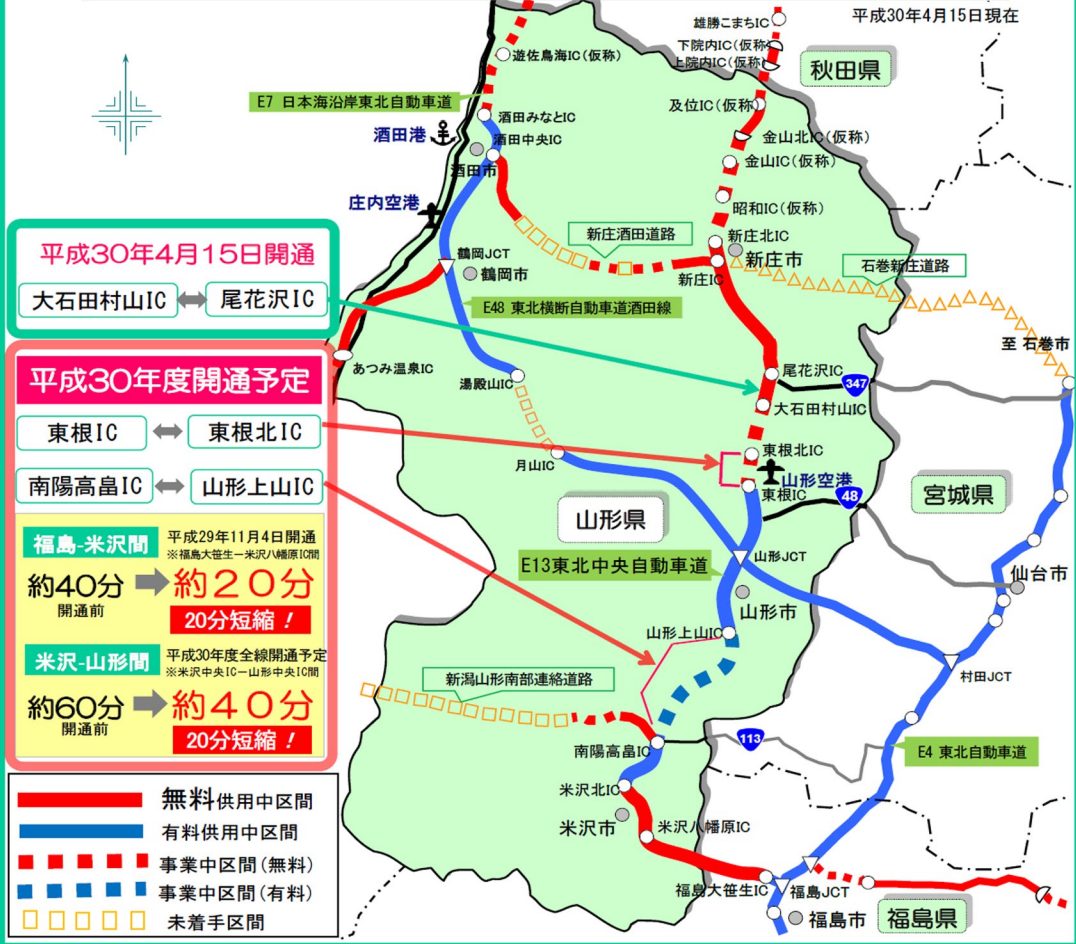 平成30年4月15日現在
雄勝こまちIC
下院内IC(仮称)
上院内IC(仮称)
秋田県
遊佐鳥海IC(仮称)
E7 日本海沿岸東北自動車道
及位IC(仮称)
酒田みなとIC
酒田港
酒田中央IC
金山北IC(仮称)
酒田市
金山IC(仮称)
庄内空港
昭和IC(仮称)
新庄酒田道路
新庄北IC
新庄市
平成30年4月15日開通
鶴岡JCT
鶴岡市
新庄IC
石巻新庄道路
大石田村山IC
尾花沢IC
E48 東北横断自動車道酒田線
至 石巻市
あつみ温泉IC
平成30年度開通予定
湯殿山IC
尾花沢IC
347
大石田村山IC
東根IC
東根北IC
東根北IC
月山IC
山形空港
南陽高畠IC
山形上山IC
東根IC
48
宮城県
山形県
福島-米沢間
平成29年11月4日開通
※福島大笹生ー米沢八幡原IC間
山形JCT
E13東北中央自動車道
約40分
開通前
約20分
仙台市
20分短縮!
山形市
山形上山IC
米沢-山形間
平成30年度全線開通予定
※米沢中央ICー山形中央IC間
村田JCT
新潟山形南部連絡道路
約60分
開通前
約40分
20分短縮!
113
南陽高畠IC
E4 東北自動車道
米沢北IC
無料供用中区間
米沢市
米沢八幡原IC
有料供用中区間
事業中区間(無料)
事業中区間(有料)
福島大笹生IC
福島JCT
未着手区間
福島市
福島県